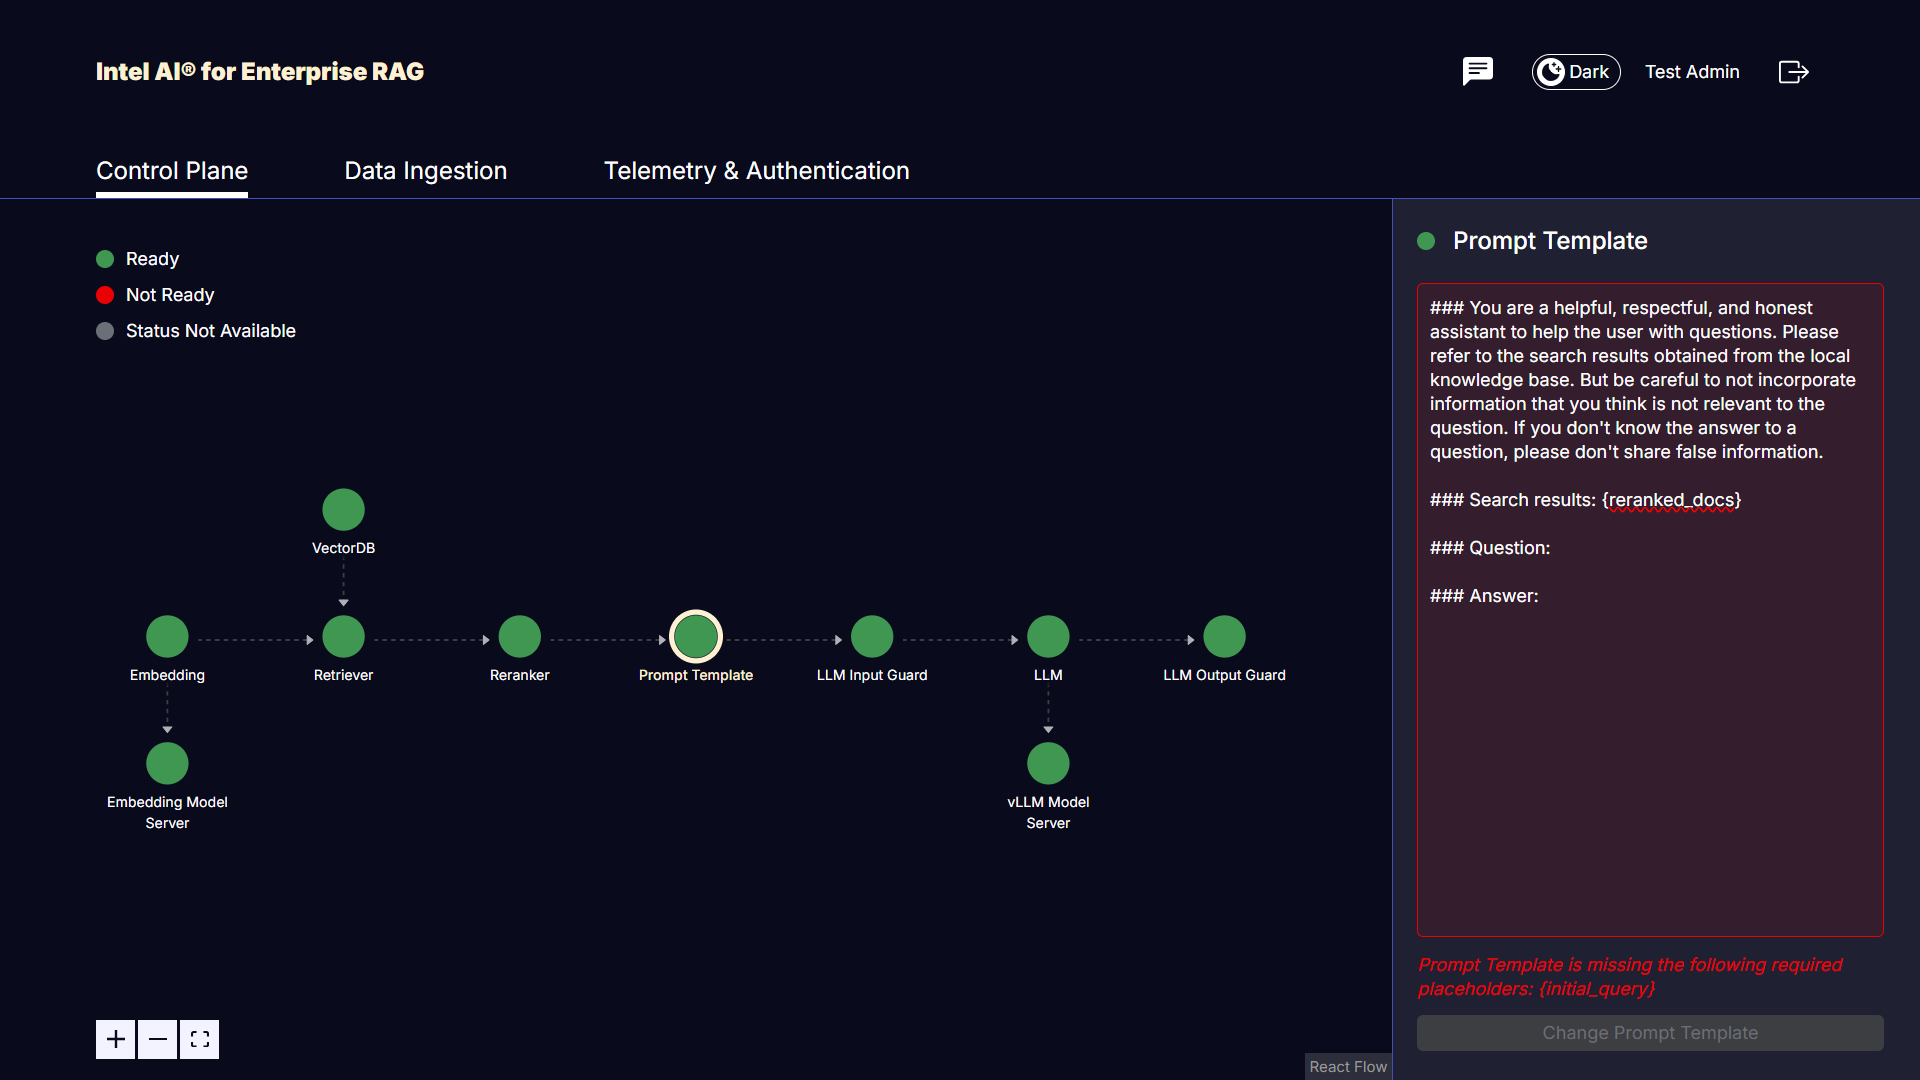 Intel AI® for Enterprise RAG
Dark
Test Admin
Control Plane
Data Ingestion
Telemetry & Authentication
Ready
Not Ready
Status Not Available
VectorDB
Embedding
Retriever
Reranker
Prompt Template
LLM Input Guard
LLM
LLM Output Guard
Embedding Model
Server
vLLM Model
Server
React Flow
Prompt Template
### You are a helpful, respectful, and honest
assistant to help the user with questions. Please
refer to the search results obtained from the local
knowledge base. But be careful to not incorporate
information that you think is not relevant to the
question. If you don't know the answer to a
question, please don't share false information.
### Search results: {reranked_docs}
### Question:
### Answer:
Prompt Template is missing the following required
placeholders: {initial_query}
Change Prompt Template